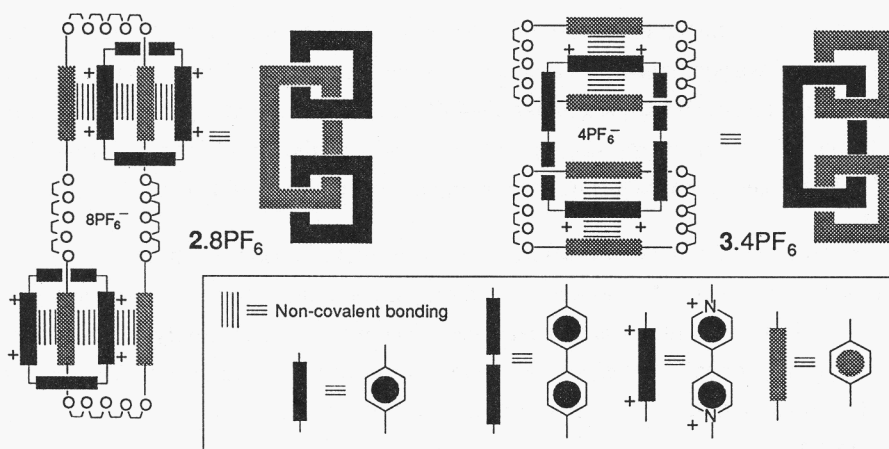 8PF₆⁻
2.8PF₆
4PF₆⁻
3.4PF₆
Non-covalent bonding
N
+
N
+